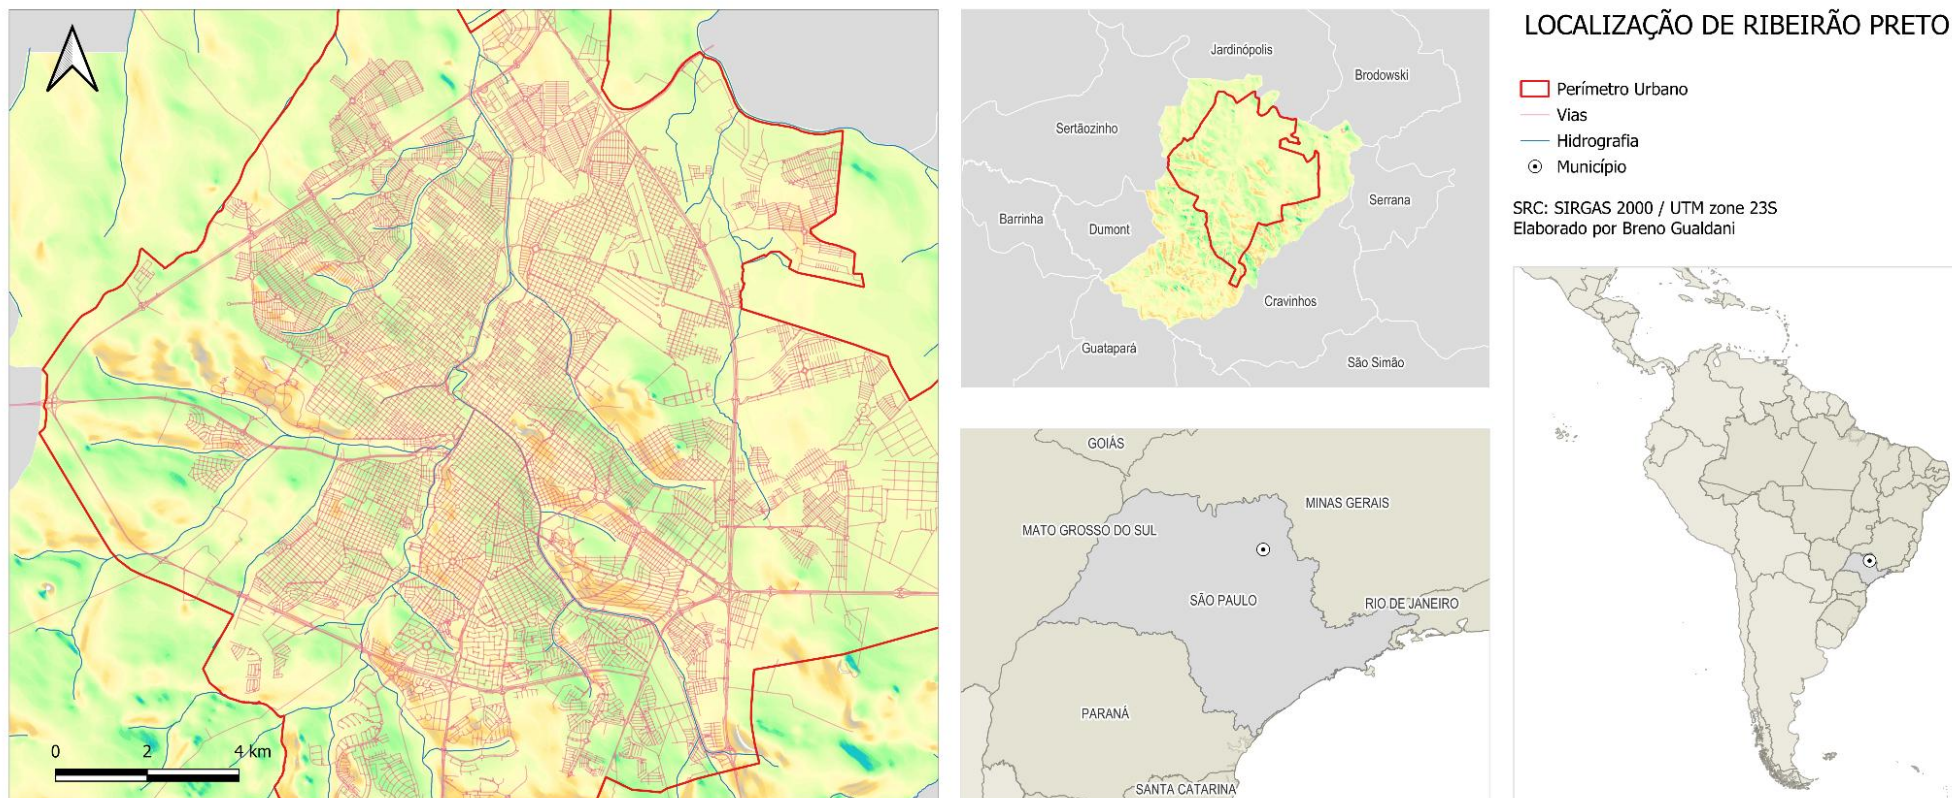 LOCALIZAÇÃO DE RIBEIRÃO PRETO
Perímetro Urbano
Vias
Hidrografia
Município
SRC: SIRGAS 2000 / UTM zone 23S
Elaborado por Breno Gualdani
0 2 4 km
Jardinópolis
Brodowski
Sertãozinho
Serrana
Barrinha
Dumont
Cravinhos
Guatapará
São Simão
GOIÁS
MINAS GERAIS
MATO GROSSO DO SUL
SÃO PAULO
RIO DE JANEIRO
PARANÁ
SANTA CATARINA